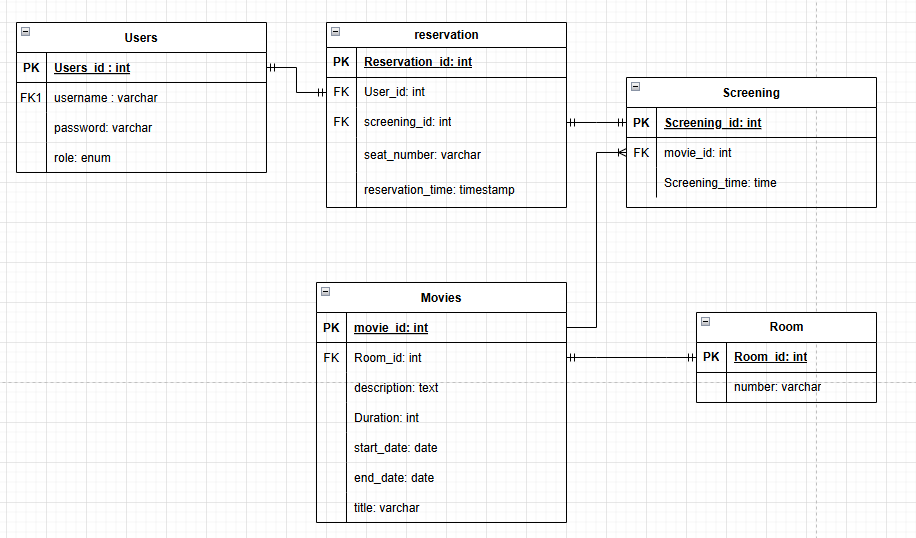 Users
PK Users_id : int
FK1 username : varchar
password: varchar
role: enum
reservation
PK Reservation_id: int
FK User_id: int
FK screening_id: int
seat_number: varchar
reservation_time: timestamp
Screening
PK Screening_id: int
FK movie_id: int
Screening_time: time
Movies
PK movie_id: int
FK Room_id: int
description: text
Duration: int
start_date: date
end_date: date
title: varchar
Room
PK Room_id: int
number: varchar